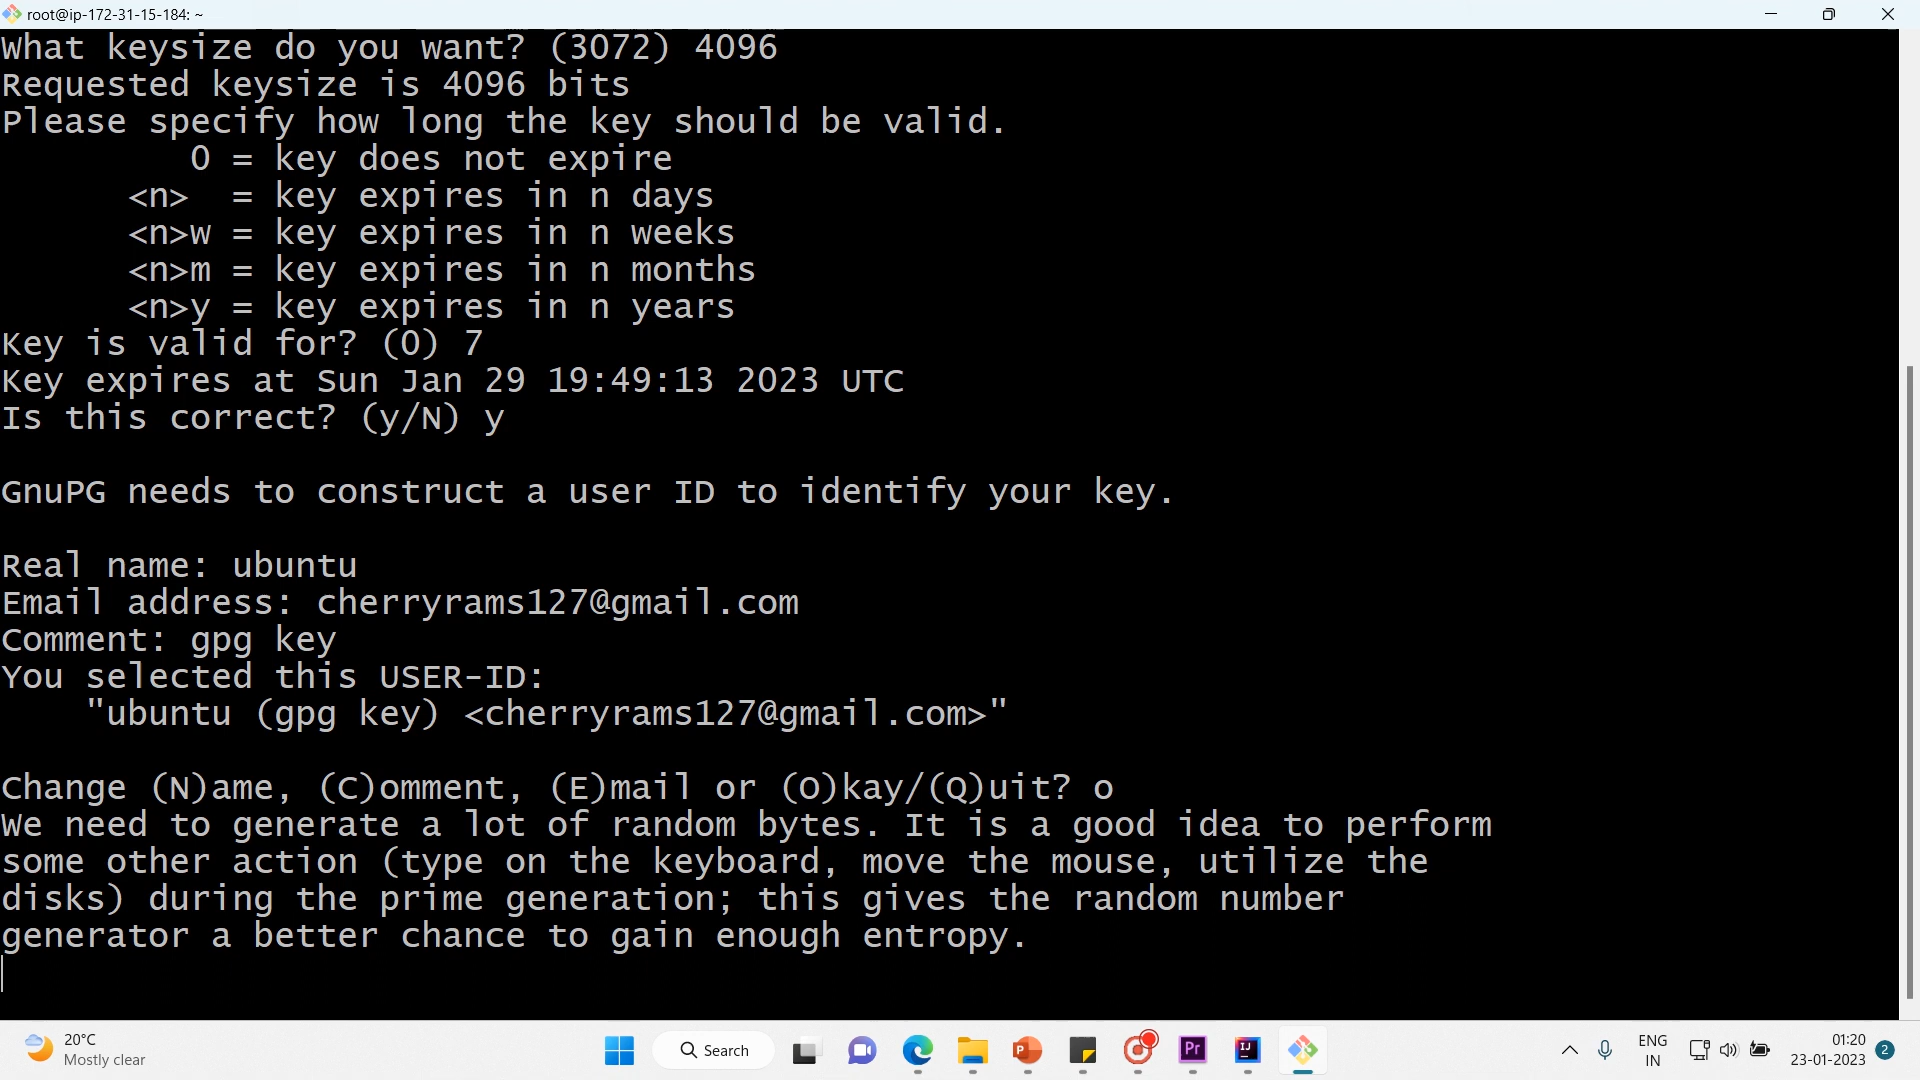 root@ip-172-31-15-184: ~
What keysize do you want? (3072) 4096
Requested keysize is 4096 bits
Please specify how long the key should be valid.
0 = key does not expire
<n>  = key expires in n days
<n>w = key expires in n weeks
<n>m = key expires in n months
<n>y = key expires in n years
Key is valid for? (0) 7
Key expires at Sun Jan 29 19:49:13 2023 UTC
Is this correct? (y/N) y
GnuPG needs to construct a user ID to identify your key.
Real name: ubuntu
Email address: cherryrams127@gmail.com
Comment: gpg key
You selected this USER-ID:
"ubuntu (gpg key) <cherryrams127@gmail.com>"
Change (N)ame, (C)omment, (E)mail or (O)kay/(Q)uit? o
We need to generate a lot of random bytes. It is a good idea to perform
some other action (type on the keyboard, move the mouse, utilize the
disks) during the prime generation; this gives the random number
generator a better chance to gain enough entropy.
20°C
Mostly clear
Search
P
Pr
IJ
ENG
IN
01:20
23-01-2023
2